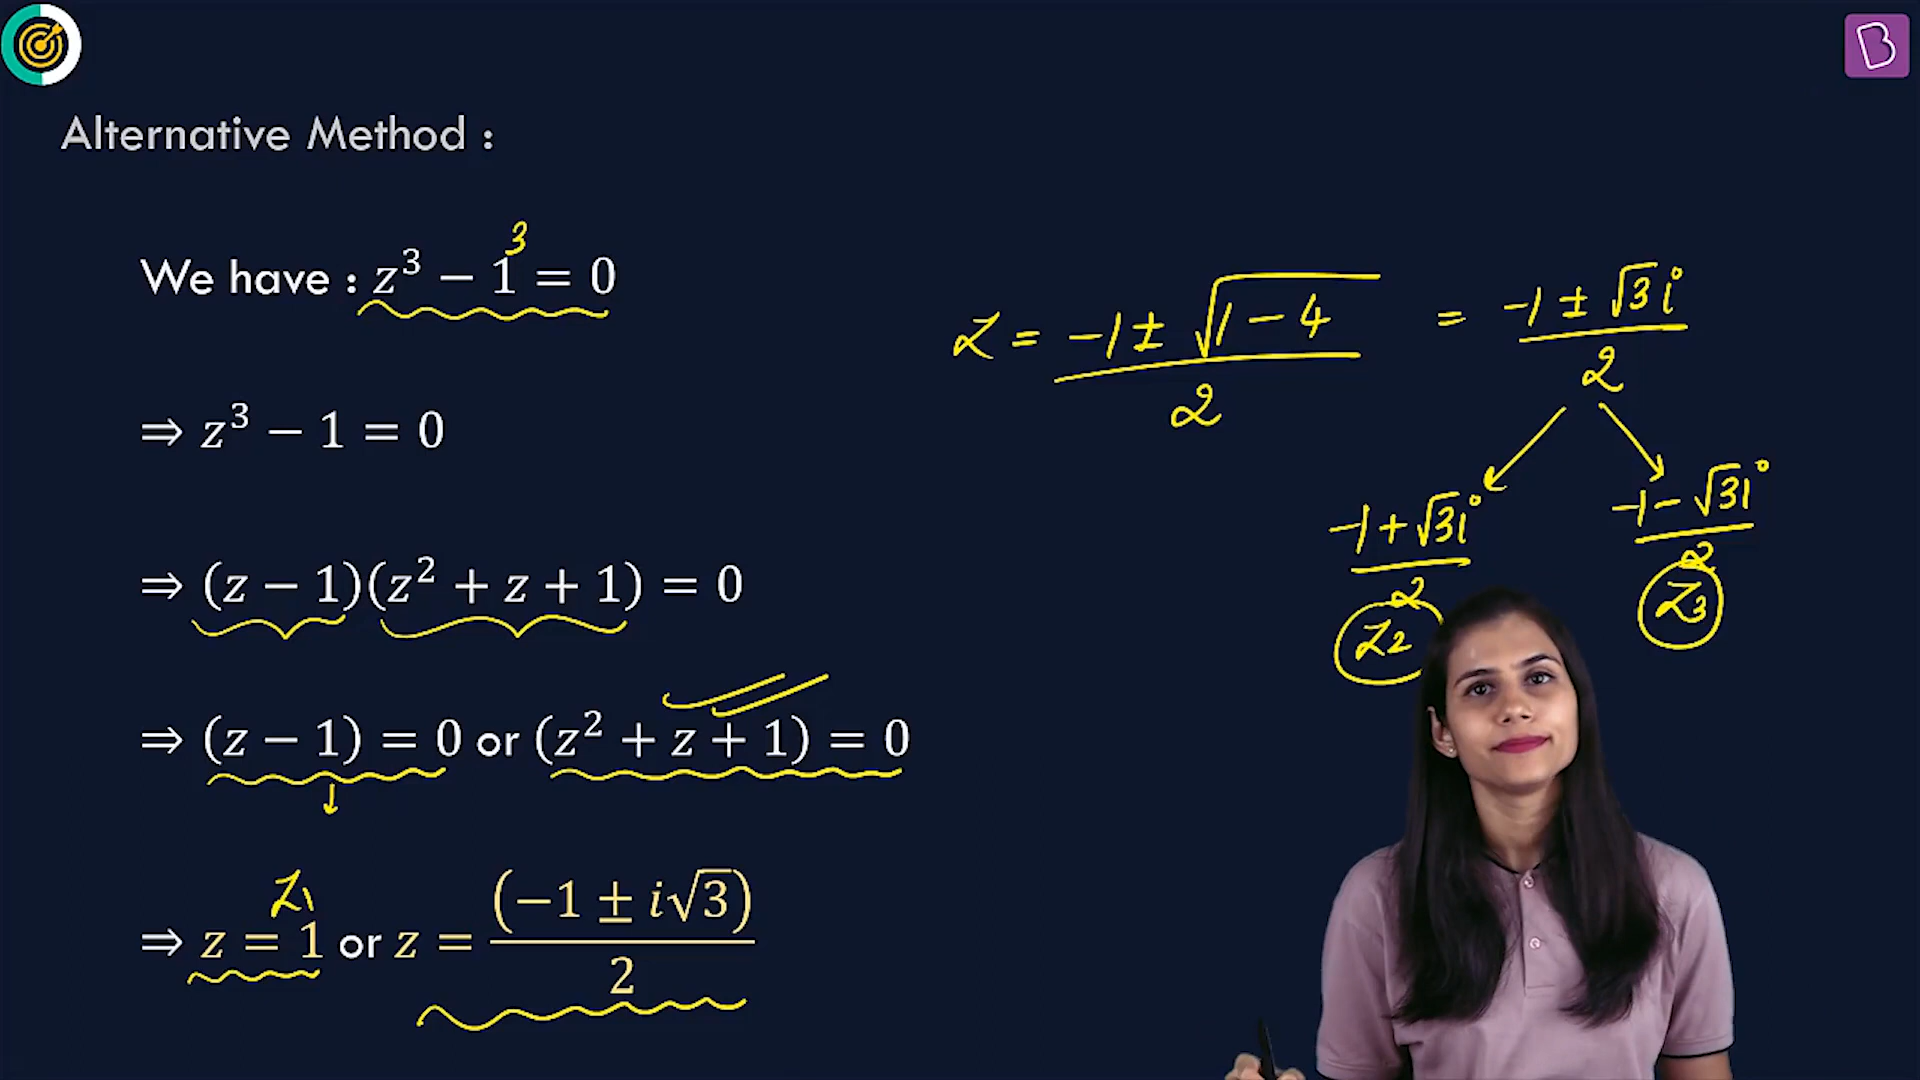 B
Alternative Method :
We have : z³ − 1³ = 0
⇒ z³ − 1 = 0
⇒ (z − 1)(z² + z + 1) = 0
⇒ (z − 1) = 0 or (z² + z + 1) = 0
z₁
⇒ z = 1 or z = (−1 ± i√3) / 2
z = (−1 ± √(1 − 4)) / 2 = (−1 ± √3 i) / 2
(−1 + √3 i) / 2
z₂
(−1 − √3 i) / 2
z₃